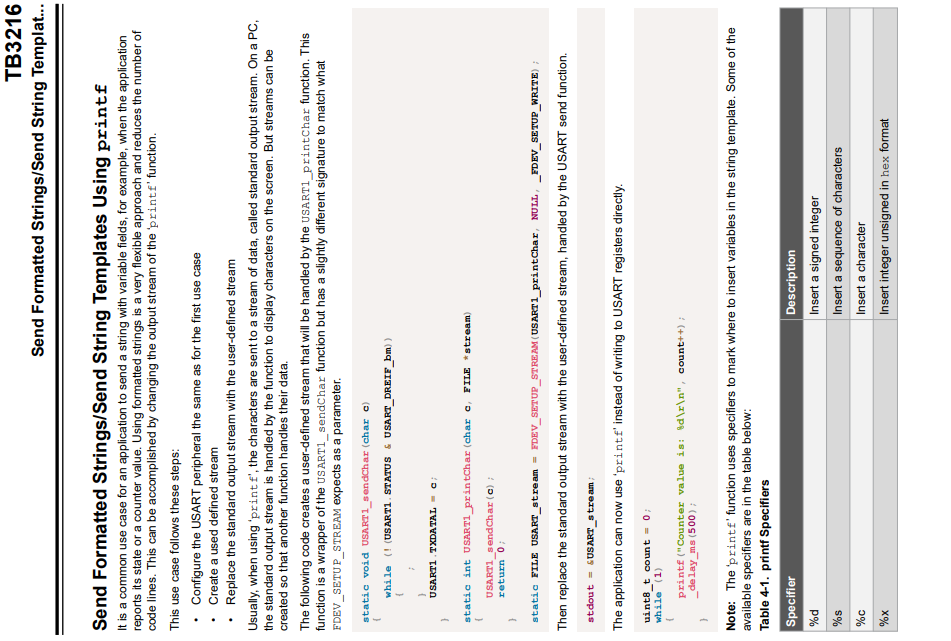 TB3216
Send Formatted Strings/Send String Templat...
Send Formatted Strings/Send String Templates Using printf
It is a common use case for an application to send a string with variable fields, for example, when the application
reports its state or a counter value. Using formatted strings is a very flexible approach and reduces the number of
code lines. This can be accomplished by changing the output stream of the 'printf' function.
This use case follows these steps:
• Configure the USART peripheral the same as for the first use case
• Create a used defined stream
• Replace the standard output stream with the user-defined stream
Usually, when using 'printf', the characters are sent to a stream of data, called standard output stream. On a PC,
the standard output stream is handled by the function to display characters on the screen. But streams can be
created so that another function handles their data.
The following code creates a user-defined stream that will be handled by the USART1_printChar function. This
function is a wrapper of the USART1_sendChar function but has a slightly different signature to match what
FDEV_SETUP_STREAM expects as a parameter.
static void USART1_sendChar(char c)
{
while (!(USART1.STATUS & USART_DREIF_bm))
{
;
}
USART1.TXDATAL = c;
}
static int USART1_printChar(char c, FILE *stream)
{
USART1_sendChar(c);
return 0;
}
static FILE USART_stream = FDEV_SETUP_STREAM(USART1_printChar, NULL, _FDEV_SETUP_WRITE);
Then replace the standard output stream with the user-defined stream, handled by the USART send function.
stdout = &USART_stream;
The application can now use 'printf' instead of writing to USART registers directly.
uint8_t count = 0;
while (1)
{
printf("Counter value is: %d\r\n", count++);
_delay_ms(500);
}
Note: The 'printf' function uses specifiers to mark where to insert variables in the string template. Some of the
available specifiers are in the table below:
Table 4-1. printf Specifiers
Specifier Description
%d Insert a signed integer
%s Insert a sequence of characters
%c Insert a character
%x Insert integer unsigned in hex format